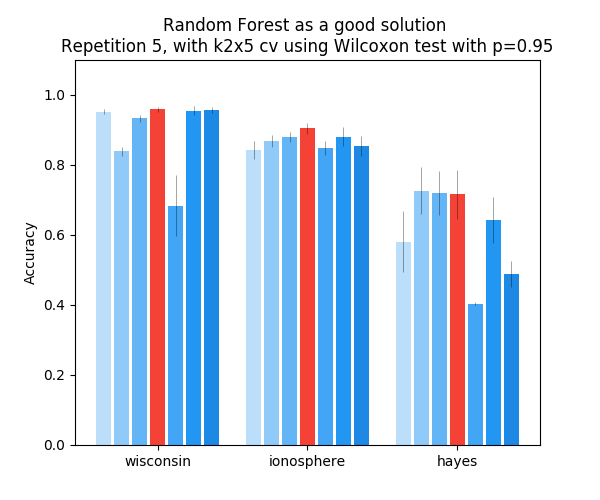 Random Forest as a good solution
Repetition 5, with k2x5 cv using Wilcoxon test with p=0.95
1.0
0.8
0.6
0.4
0.2
0.0
Accuracy
wisconsin
ionosphere
hayes